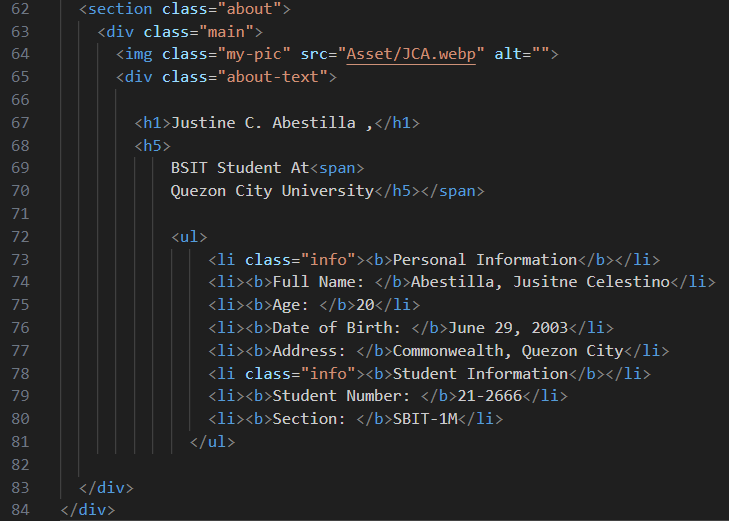 62 <section class="about">
63 <div class="main">
64 <img class="my-pic" src="Asset/JCA.webp" alt="">
65 <div class="about-text">
66
67 <h1>Justine C. Abestilla ,</h1>
68 <h5>
69 BSIT Student At<span>
70 Quezon City University</h5></span>
71
72 <ul>
73 <li class="info"><b>Personal Information</b></li>
74 <li><b>Full Name: </b>Abestilla, Jusitne Celestino</li>
75 <li><b>Age: </b>20</li>
76 <li><b>Date of Birth: </b>June 29, 2003</li>
77 <li><b>Address: </b>Commonwealth, Quezon City</li>
78 <li class="info"><b>Student Information</b></li>
79 <li><b>Student Number: </b>21-2666</li>
80 <li><b>Section: </b>SBIT-1M</li>
81 </ul>
82
83 </div>
84 </div>